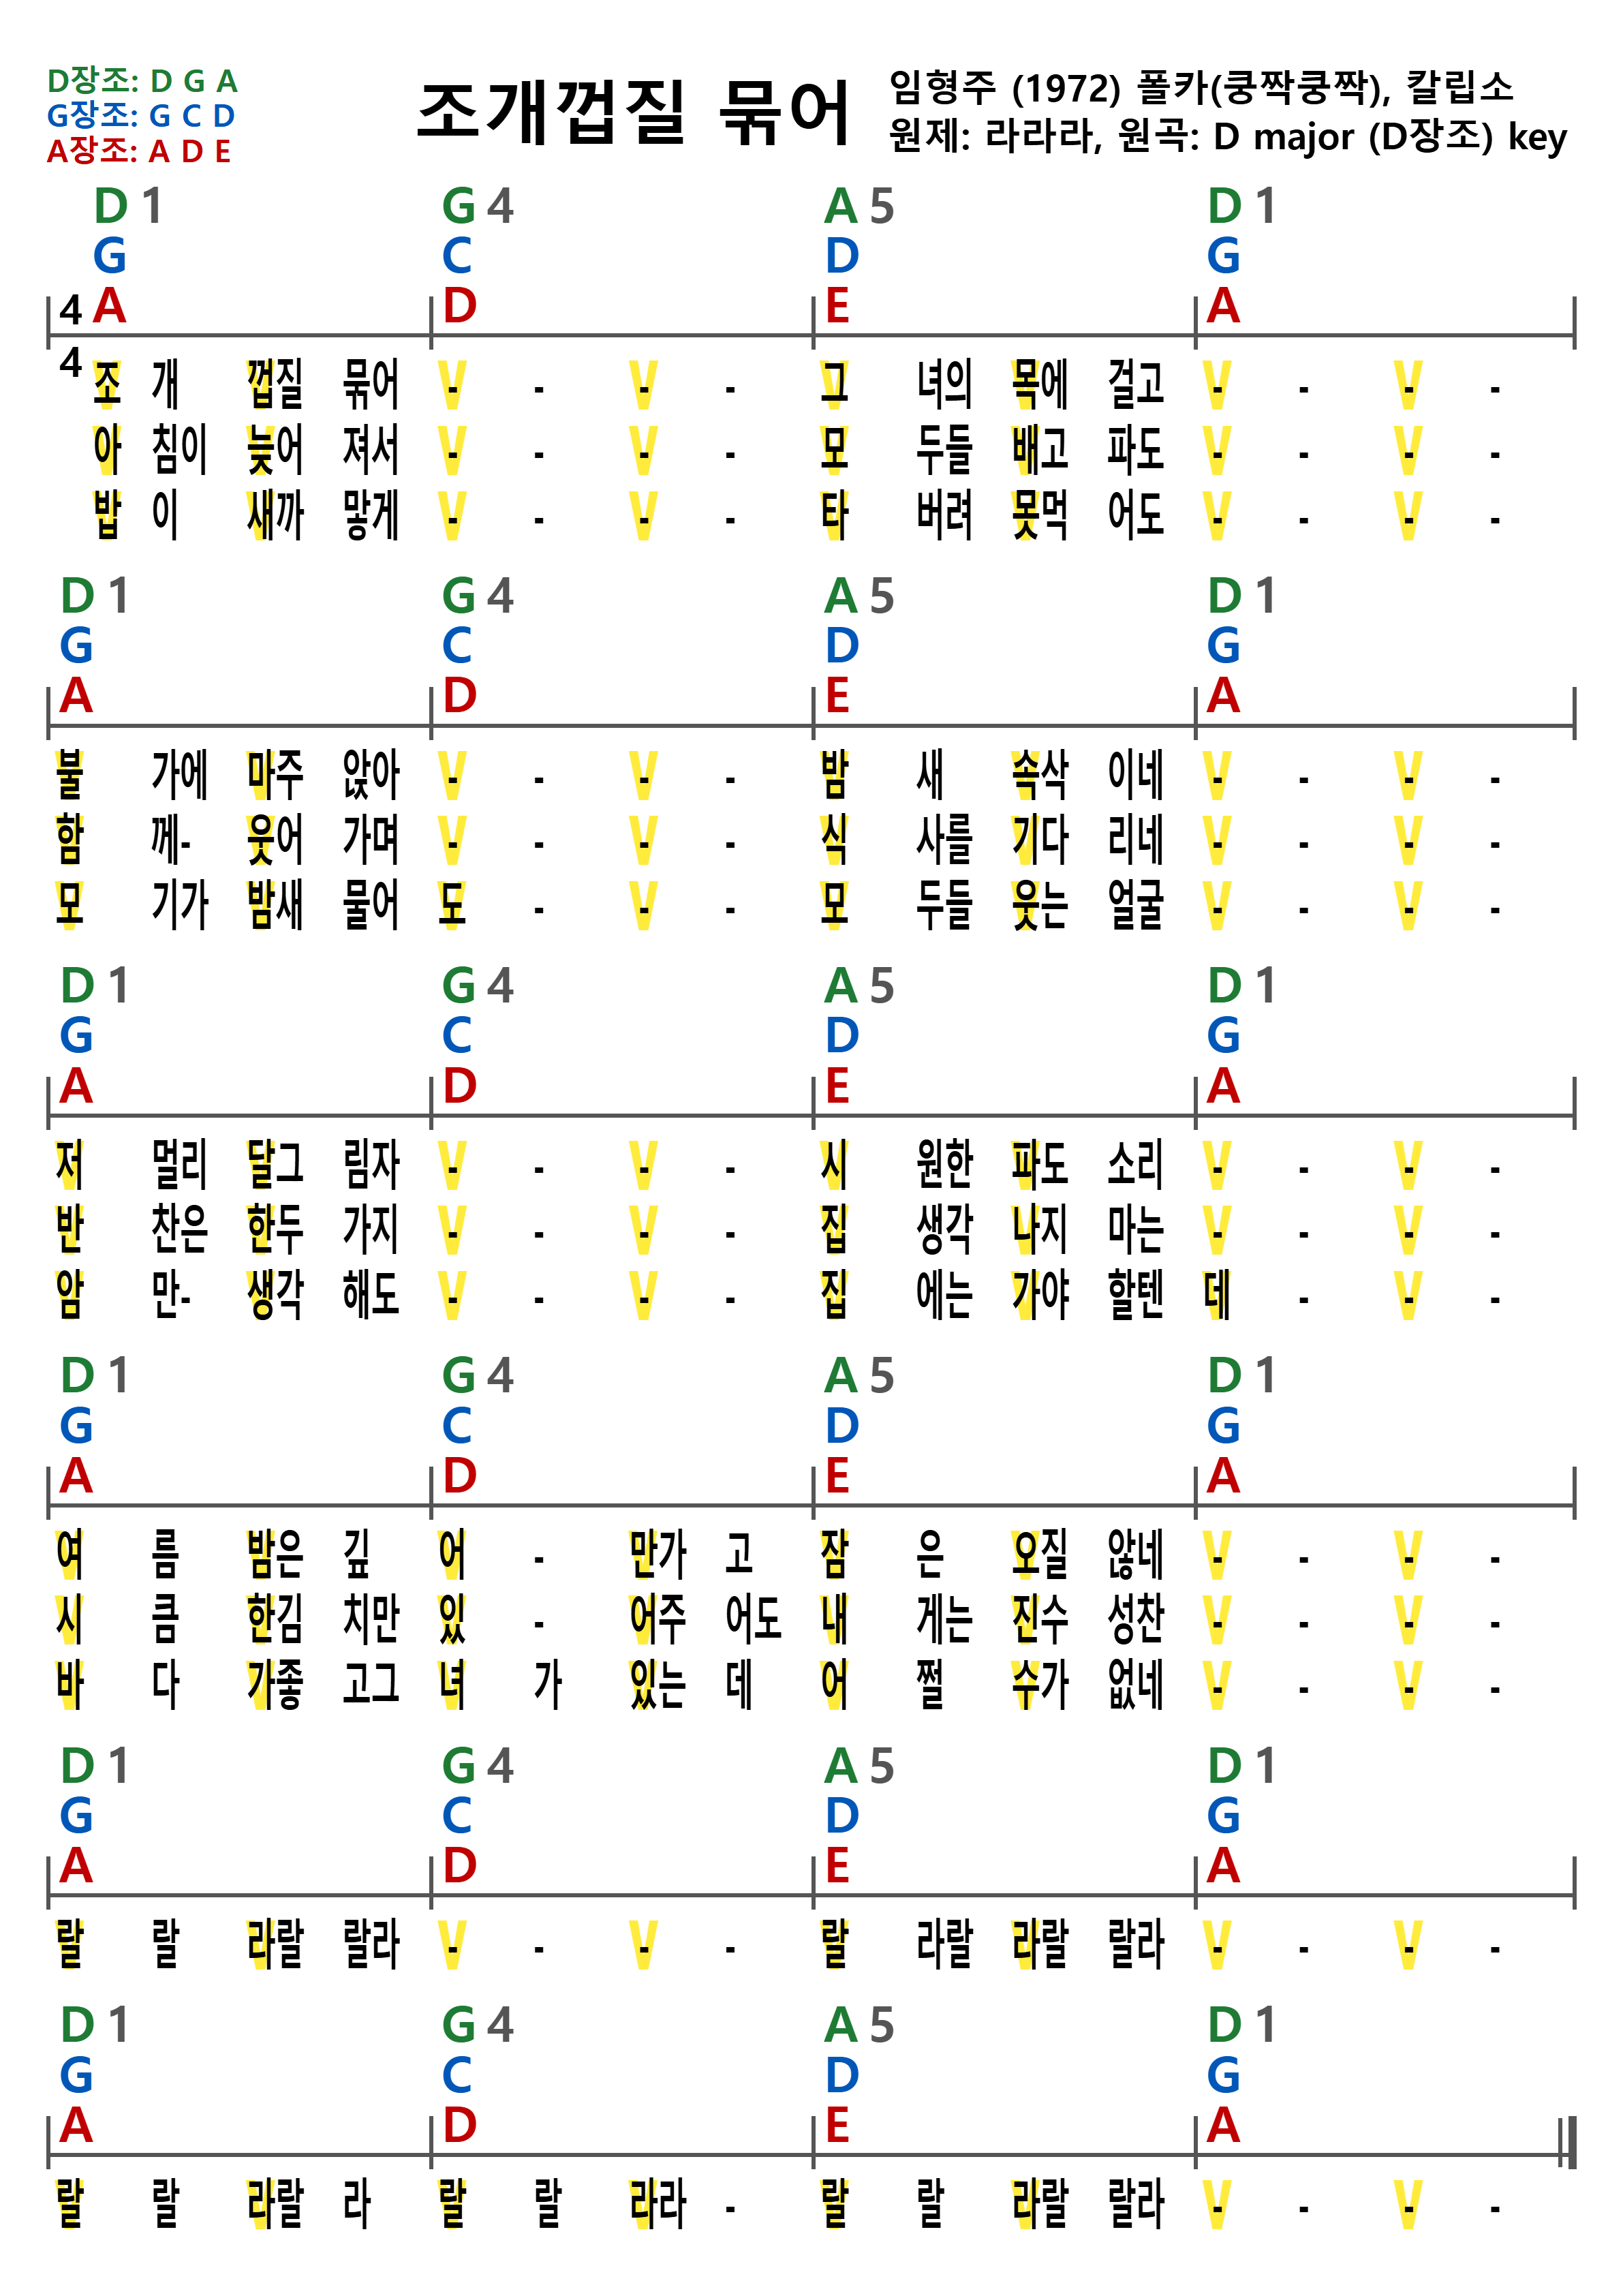 D장조: D G A
G장조: G C D
A장조: A D E
조개껍질 묶어
임형주 (1972) 폴카(쿵짝쿵짝), 칼립소
원제: 라라라, 원곡: D major (D장조) key
D 1 G 4 A 5 D 1
G C D G
A D E A
4
4
조 개 껍질 묶어 - - - - 그 녀의 목에 걸고 - - - -
아 침이 늦어 져서 - - - - 모 두들 배고 파도 - - - -
밥 이 새까 맣게 - - - - 타 버려 못먹 어도 - - - -
D 1 G 4 A 5 D 1
G C D G
A D E A
불 가에 마주 앉아 - - - - 밤 새 속삭 이네 - - - -
함 께- 웃어 가며 - - - - 식 사를 기다 리네 - - - -
모 기가 밤새 물어 도 - - - 모 두들 웃는 얼굴 - - - -
D 1 G 4 A 5 D 1
G C D G
A D E A
저 멀리 달그 림자 - - - - 시 원한 파도 소리 - - - -
반 찬은 한두 가지 - - - - 집 생각 나지 마는 - - - -
암 만- 생각 해도 - - - - 집 에는 가야 할텐 데 - - -
D 1 G 4 A 5 D 1
G C D G
A D E A
여 름 밤은 깊 어 - 만가 고 잠 은 오질 않네 - - - -
시 큼 한김 치만 있 - 어주 어도 내 게는 진수 성찬 - - - -
바 다 가좋 고그 녀 가 있는 데 어 쩔 수가 없네 - - - -
D 1 G 4 A 5 D 1
G C D G
A D E A
랄 랄 라랄 랄라 - - - - 랄 라랄 라랄 랄라 - - - -
D 1 G 4 A 5 D 1
G C D G
A D E A
랄 랄 라랄 라 랄 랄 라라 - 랄 랄 라랄 랄라 - - - -